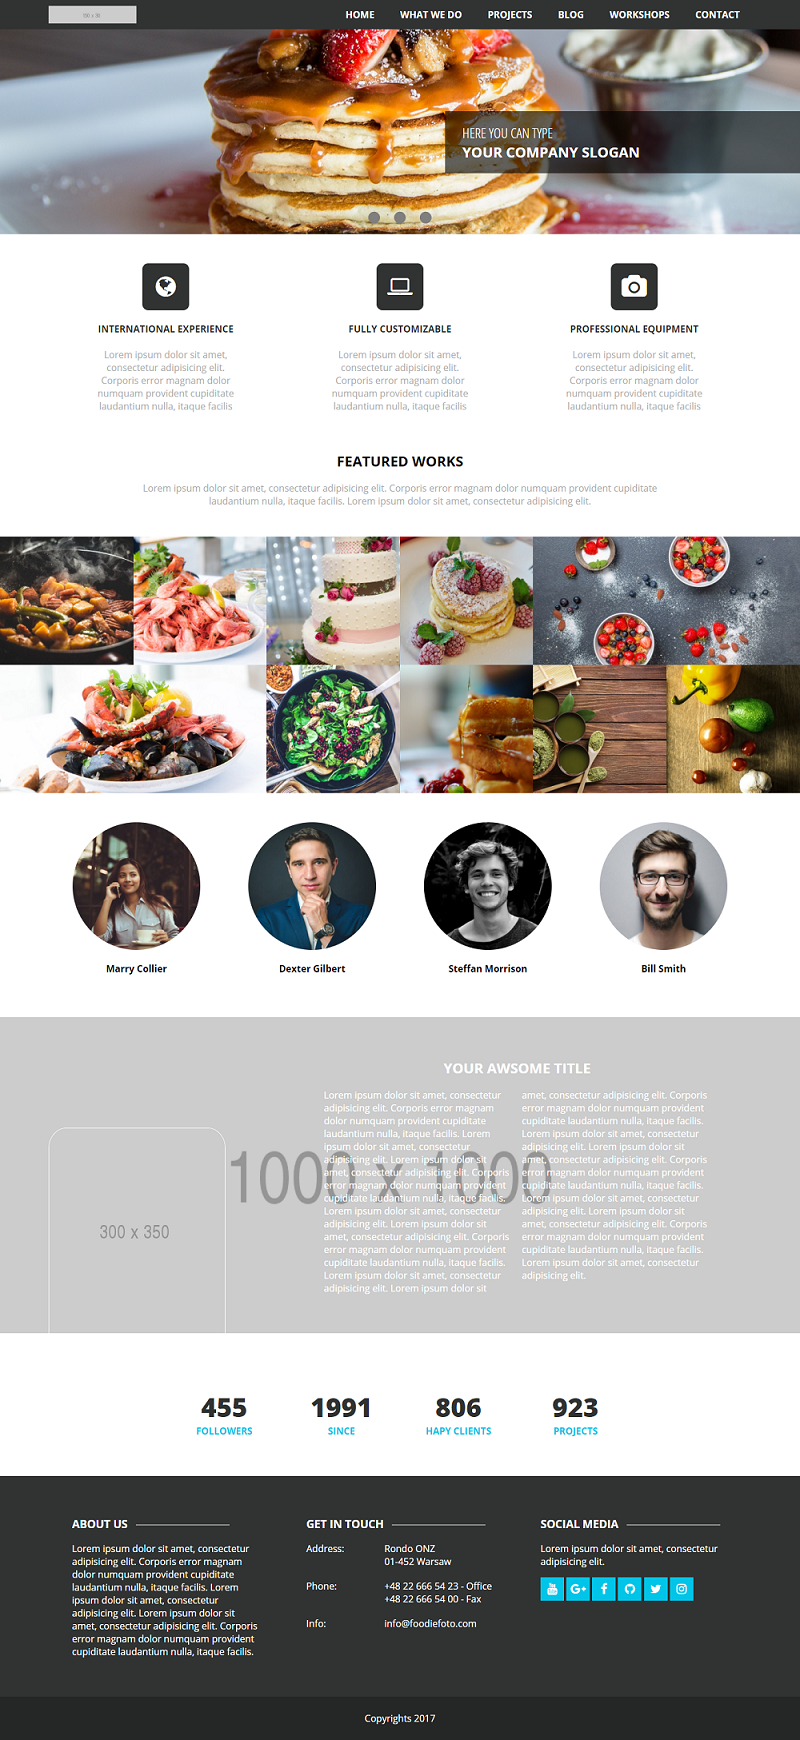 HOME WHAT WE DO PROJECTS BLOG WORKSHOPS CONTACT
HERE YOU CAN TYPE
YOUR COMPANY SLOGAN
INTERNATIONAL EXPERIENCE
Lorem ipsum dolor sit amet,
consectetur adipisicing elit.
Corporis error magnam dolor
numquam provident cupiditate
laudantium nulla, itaque facilis
FULLY CUSTOMIZABLE
Lorem ipsum dolor sit amet,
consectetur adipisicing elit.
Corporis error magnam dolor
numquam provident cupiditate
laudantium nulla, itaque facilis
PROFESSIONAL EQUIPMENT
Lorem ipsum dolor sit amet,
consectetur adipisicing elit.
Corporis error magnam dolor
numquam provident cupiditate
laudantium nulla, itaque facilis
FEATURED WORKS
Lorem ipsum dolor sit amet, consectetur adipisicing elit. Corporis error magnam dolor numquam provident cupiditate
laudantium nulla, itaque facilis. Lorem ipsum dolor sit amet, consectetur adipisicing elit.
Marry Collier
Dexter Gilbert
Steffan Morrison
Bill Smith
300 x 350
1000 x 1000
YOUR AWSOME TITLE
Lorem ipsum dolor sit amet, consectetur
adipisicing elit. Corporis error magnam
dolor numquam provident cupiditate
laudantium nulla, itaque facilis. Lorem
ipsum dolor sit amet, consectetur
adipisicing elit. Lorem ipsum dolor sit
amet, consectetur adipisicing elit. Corporis
error magnam dolor numquam provident
cupiditate laudantium nulla, itaque facilis.
Lorem ipsum dolor sit amet, consectetur
adipisicing elit. Lorem ipsum dolor sit
amet, consectetur adipisicing elit. Corporis
error magnam dolor numquam provident
cupiditate laudantium nulla, itaque facilis.
Lorem ipsum dolor sit amet, consectetur
adipisicing elit. Lorem ipsum dolor sit
amet, consectetur adipisicing elit. Corporis
error magnam dolor numquam provident
cupiditate laudantium nulla, itaque facilis.
Lorem ipsum dolor sit amet, consectetur
adipisicing elit. Lorem ipsum dolor sit
amet, consectetur adipisicing elit. Corporis
error magnam dolor numquam provident
cupiditate laudantium nulla, itaque facilis.
Lorem ipsum dolor sit amet, consectetur
adipisicing elit. Lorem ipsum dolor sit
amet, consectetur adipisicing elit. Corporis
error magnam dolor numquam provident
cupiditate laudantium nulla, itaque facilis.
Lorem ipsum dolor sit amet, consectetur
adipisicing elit.
455
FOLLOWERS
1991
SINCE
806
HAPY CLIENTS
923
PROJECTS
ABOUT US
Lorem ipsum dolor sit amet, consectetur
adipisicing elit. Corporis error magnam
dolor numquam provident cupiditate
laudantium nulla, itaque facilis. Lorem
ipsum dolor sit amet, consectetur
adipisicing elit. Lorem ipsum dolor sit
amet, consectetur adipisicing elit. Corporis
error magnam dolor numquam provident
cupiditate laudantium nulla, itaque facilis.
GET IN TOUCH
Address: Rondo ONZ
01-452 Warsaw
Phone: +48 22 666 54 23 - Office
+48 22 666 54 00 - Fax
Info: info@foodiefoto.com
SOCIAL MEDIA
Lorem ipsum dolor sit amet, consectetur
adipisicing elit.
Copyrights 2017